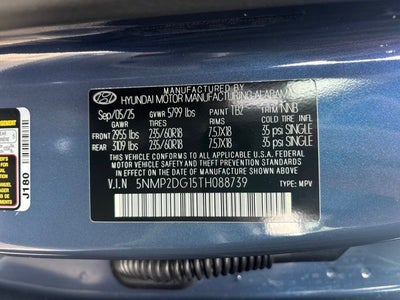 MANUFACTURED BY
HYUNDAI MOTOR MANUFACTURING ALABAMA
Sep/05/25 GVWR 5799 lbs PAINT TB2 TRIM NNB
GAWR TIRES RIMS COLD TIRE INFL.
FRONT 2955 lbs 235/60R18 7.5JX18 35 psi SINGLE
REAR 3109 lbs 235/60R18 7.5JX18 35 psi SINGLE
THIS VEHICLE CONFORMS TO ALL APPLICABLE
U.S. FEDERAL MOTOR VEHICLE SAFETY
STANDARDS IN EFFECT ON THE DATE
OF MANUFACTURE SHOWN ABOVE
V.I.N 5NMP2DG15TH088739 TYPE: MPV
J180